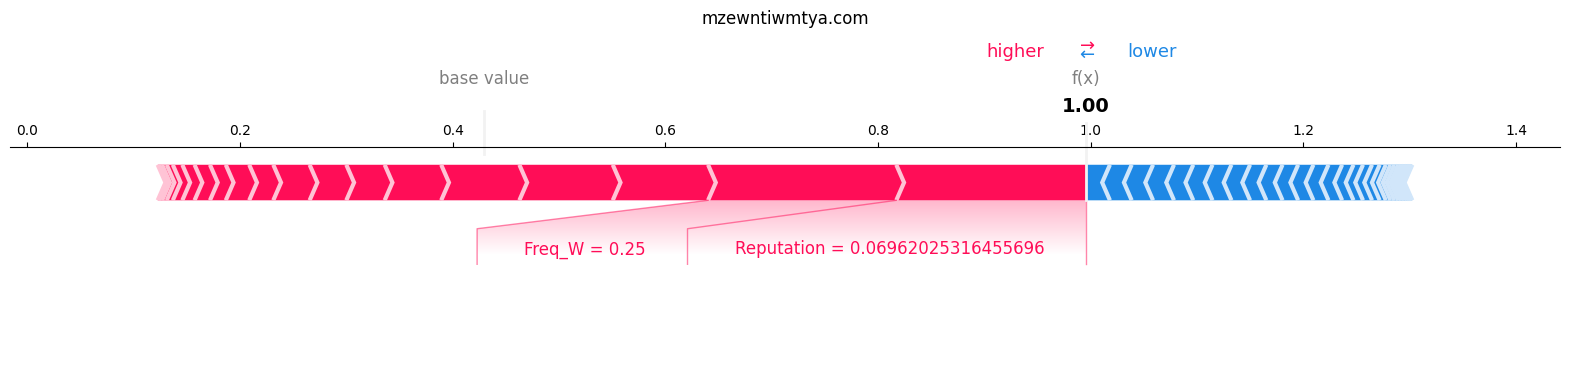 mzewntiwmtya.com
higher ⇄ lower
base value f(x)
1.00
0.0 0.2 0.4 0.6 0.8 1.0 1.2 1.4
Freq_W = 0.25 Reputation = 0.06962025316455696